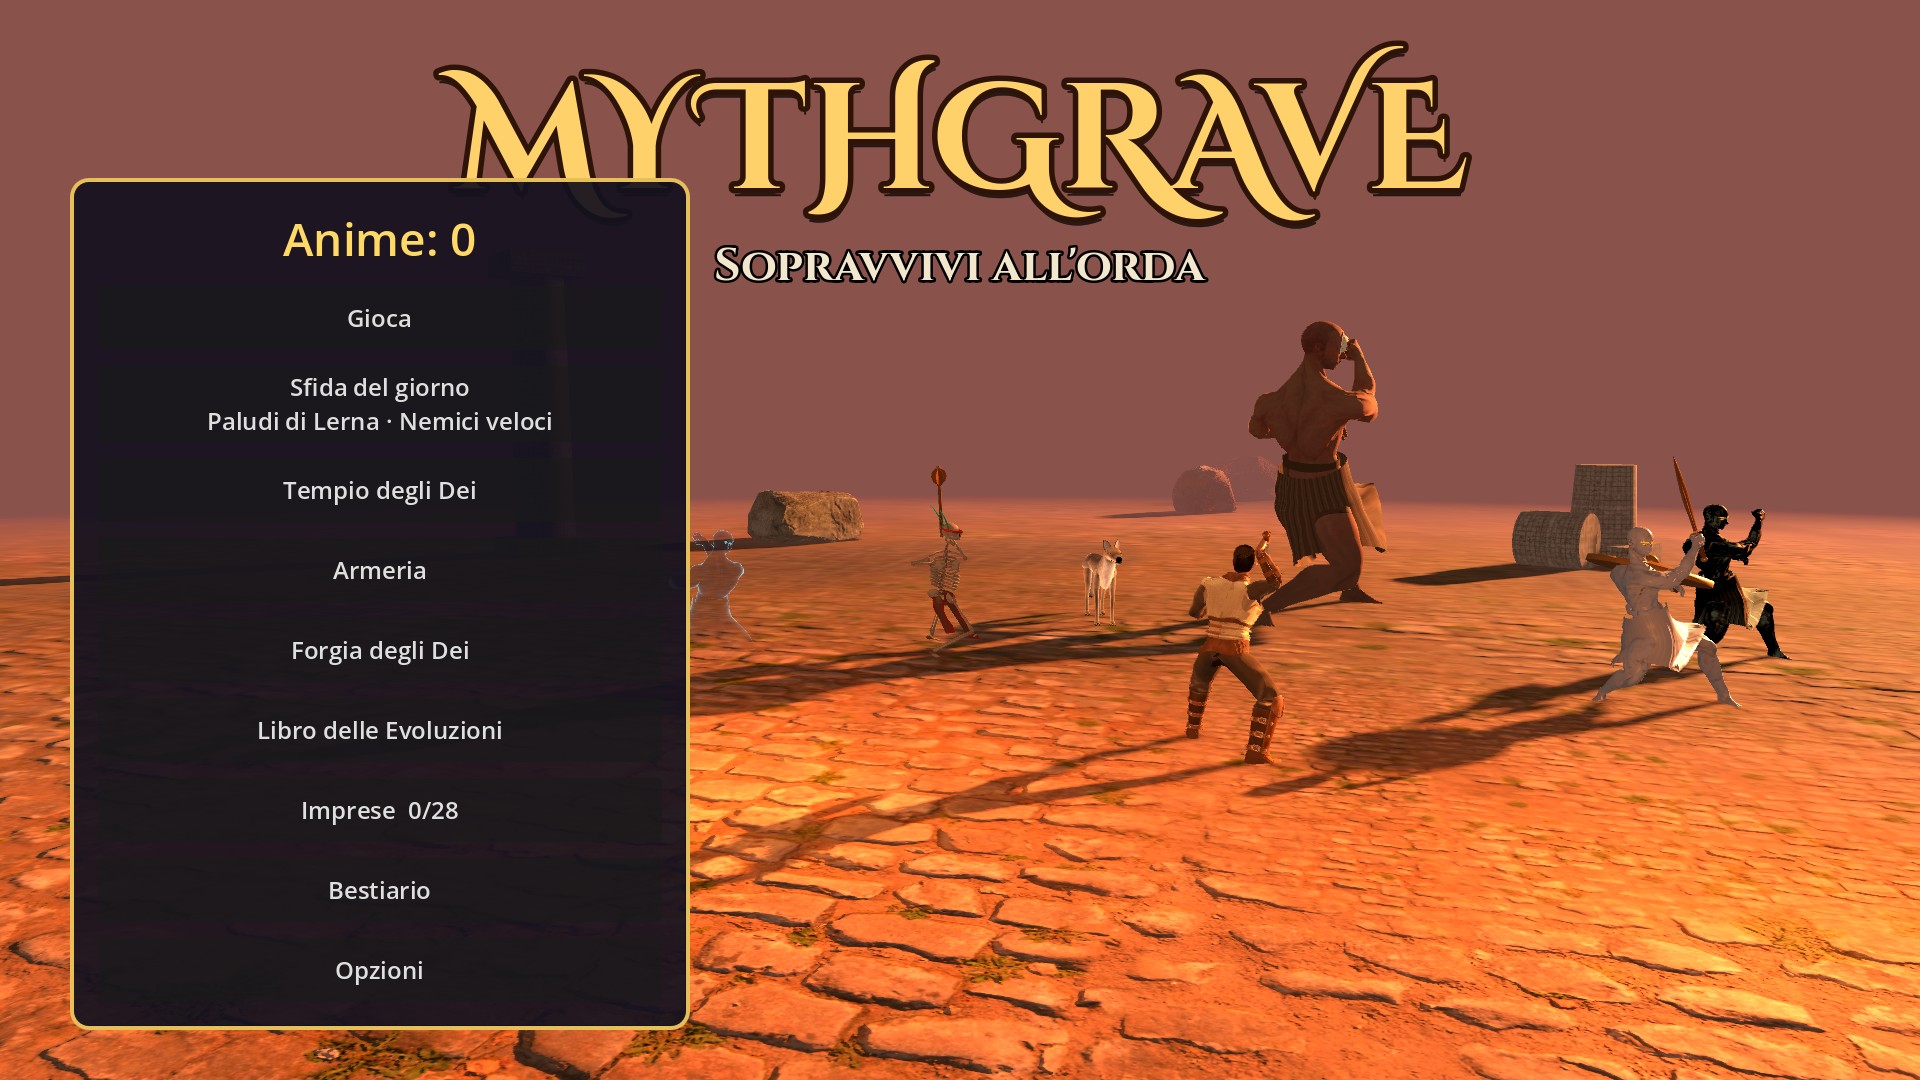 MYTHGRAVE
Sopravvivi all'orda
Anime: 0
Gioca
Sfida del giorno
Paludi di Lerna · Nemici veloci
Tempio degli Dei
Armeria
Forgia degli Dei
Libro delle Evoluzioni
Imprese 0/28
Bestiario
Opzioni